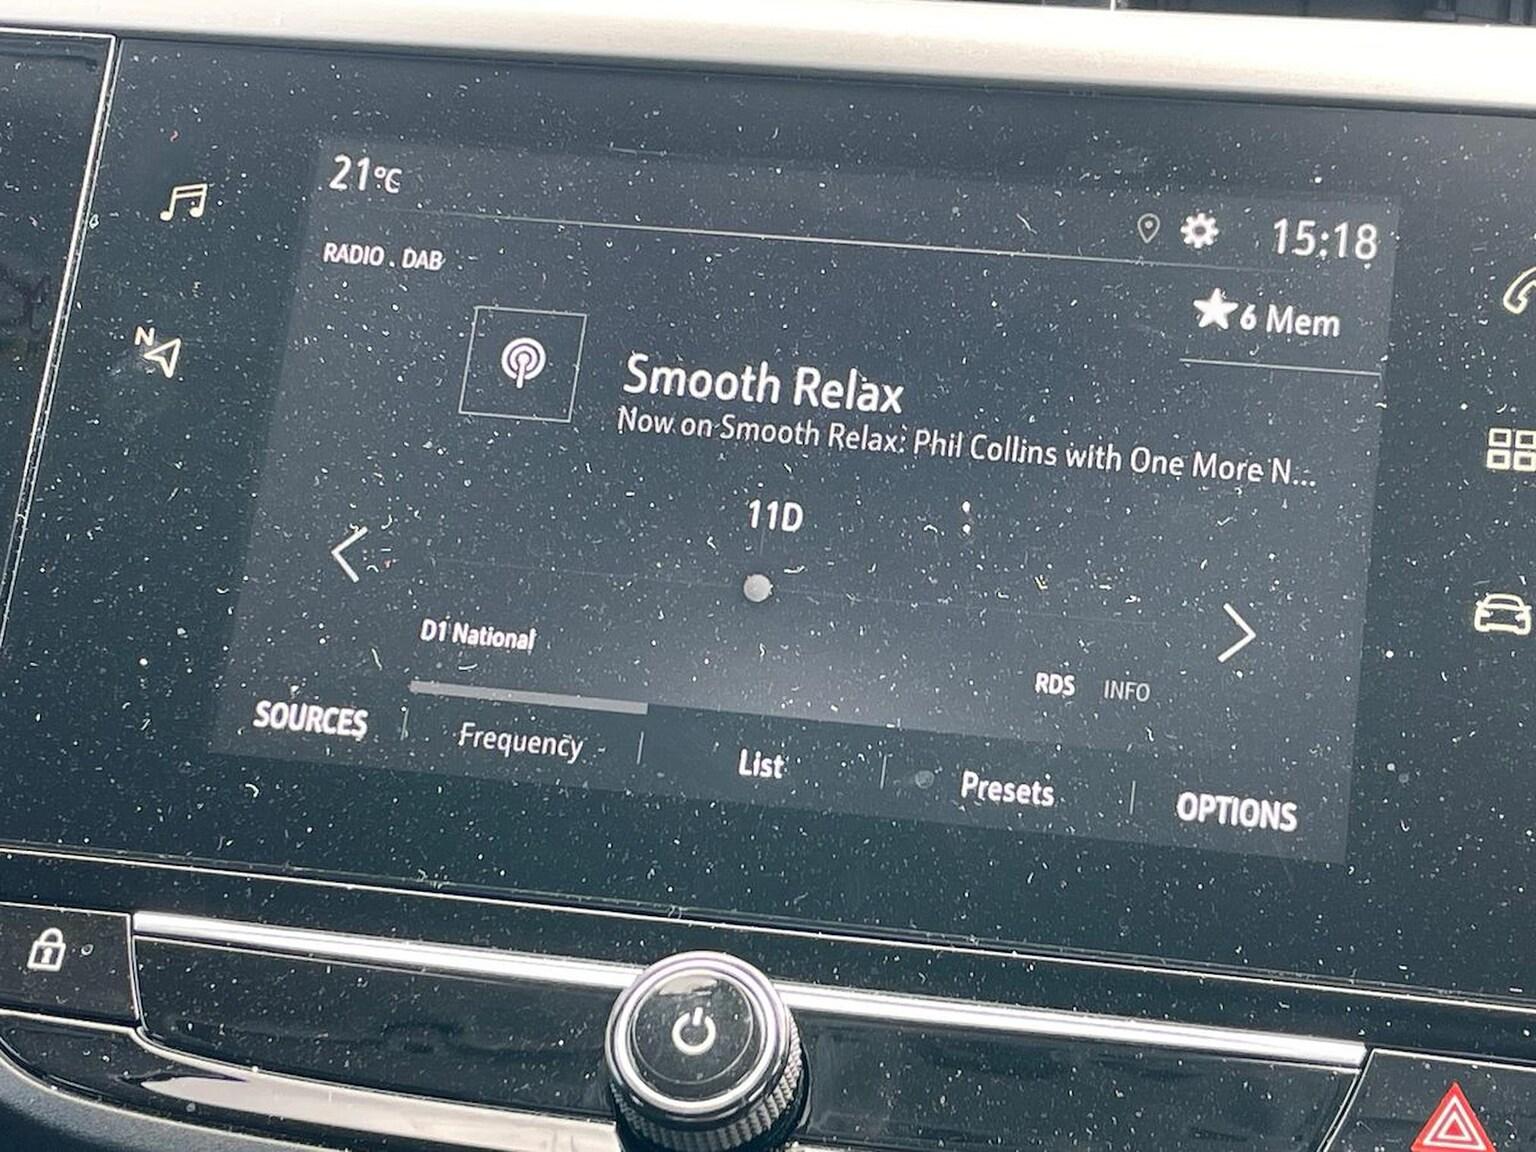 21°C
15:18
RADIO . DAB
6 Mem
N
Smooth Relax
Now on Smooth Relax: Phil Collins with One More N...
11D
D1 National
RDS INFO
SOURCES
Frequency
List
Presets
OPTIONS